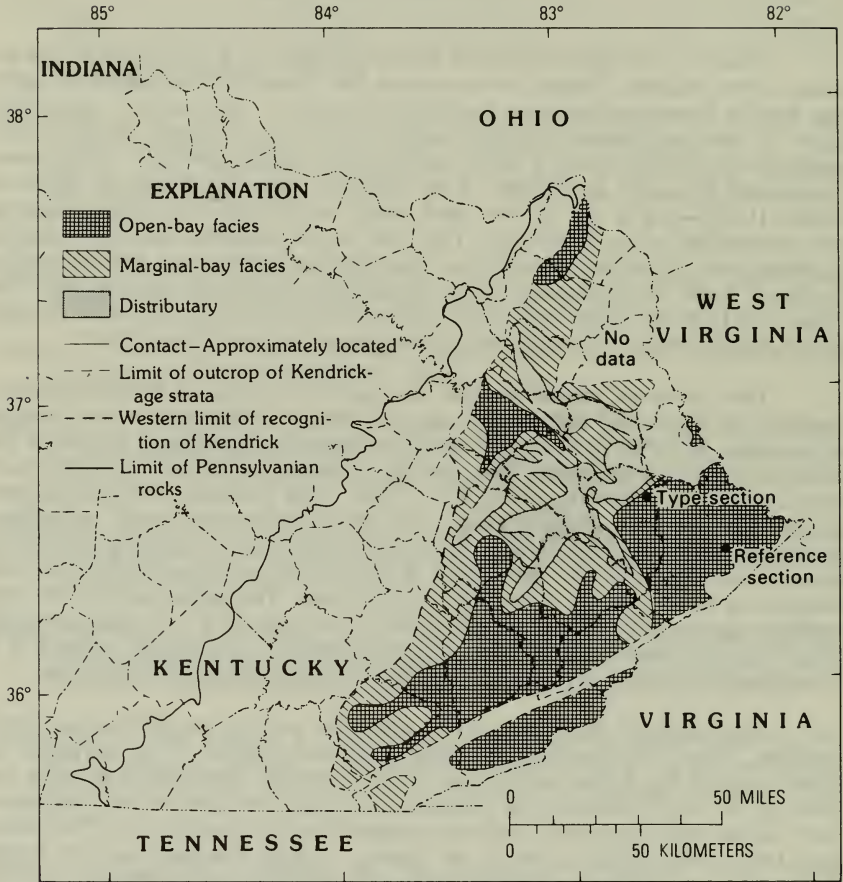 85° 84° 83° 82°
INDIANA
OHIO
38°
EXPLANATION
Open-bay facies
Marginal-bay facies
Distributary
Contact–Approximately located
Limit of outcrop of Kendrick-
age strata
Western limit of recogni-
tion of Kendrick
Limit of Pennsylvanian
rocks
WEST
VIRGINIA
No
data
37°
Type section
Reference
section
KENTUCKY
36°
VIRGINIA
0 50 MILES
0 50 KILOMETERS
TENNESSEE